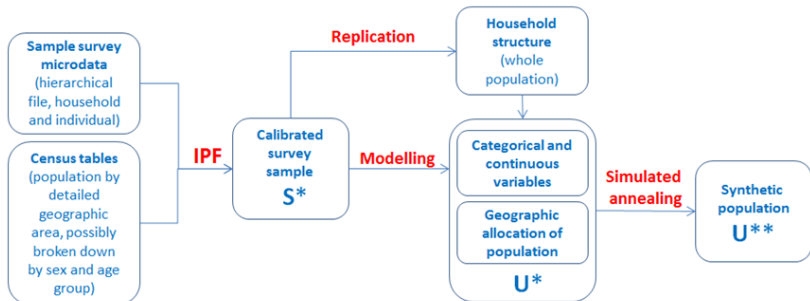 Sample survey
microdata
(hierarchical
file, household
and individual)
Census tables
(population by
detailed
geographic
area, possibly
broken down
by sex and age
group)
IPF
Calibrated
survey
sample
S*
Replication
Modelling
Household
structure
(whole
population)
Categorical and
continuous
variables
Geographic
allocation of
population
U*
Simulated
annealing
Synthetic
population
U**